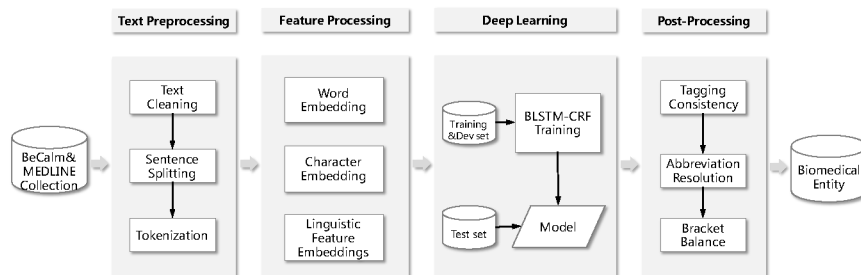 Text Preprocessing
Feature Processing
Deep Learning
Post-Processing
BeCalm&
MEDLINE
Collection
Text
Cleaning
Sentence
Splitting
Tokenization
Word
Embedding
Character
Embedding
Linguistic
Feature
Embeddings
Training
&Dev set
BLSTM-CRF
Training
Test set
Model
Tagging
Consistency
Abbreviation
Resolution
Bracket
Balance
Biomedical
Entity